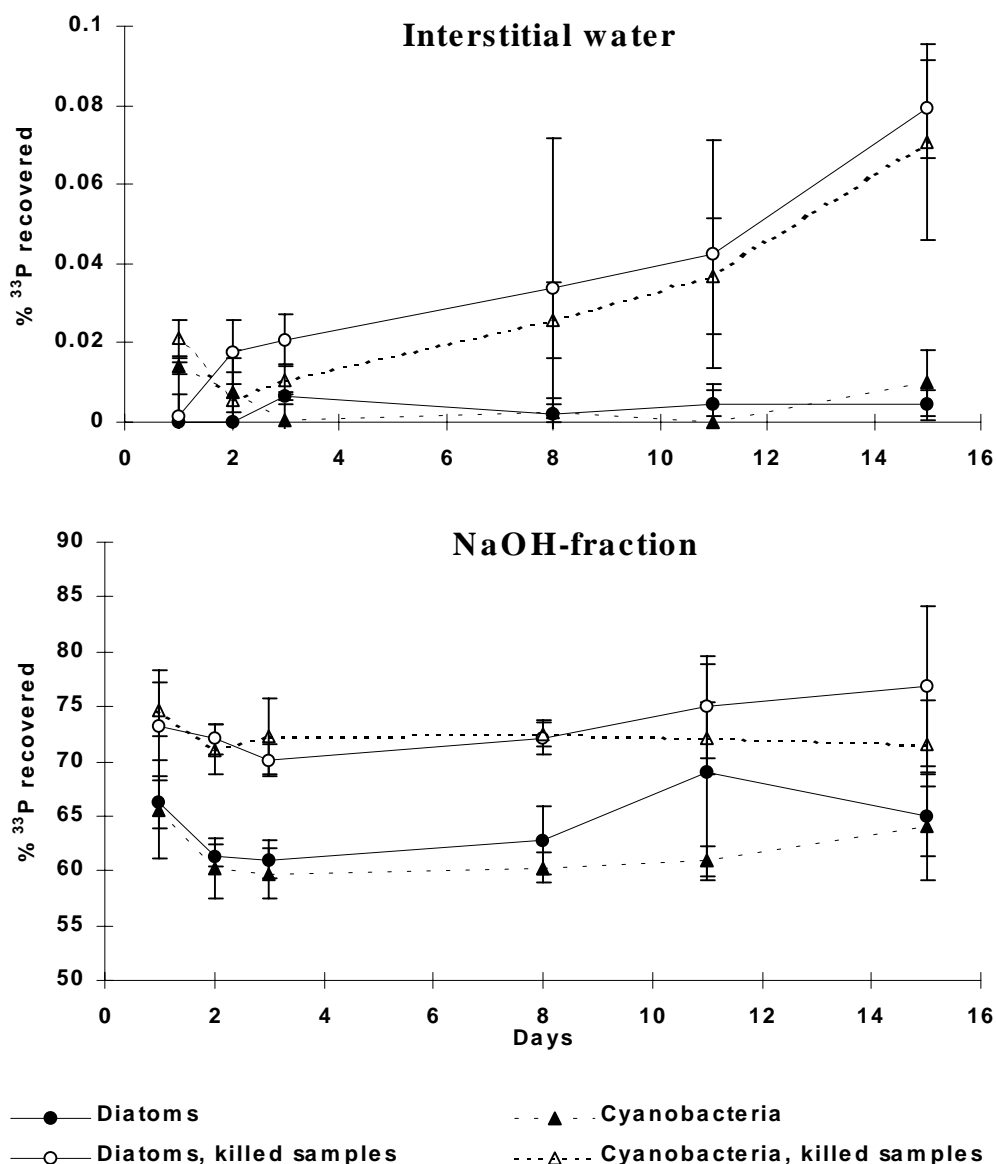 Interstitial water
% ³³P recovered
0.1
0.08
0.06
0.04
0.02
0
0 2 4 6 8 10 12 14 16
NaOH-fraction
% ³³P recovered
90
85
80
75
70
65
60
55
50
0 2 4 6 8 10 12 14 16
Days
Diatoms Cyanobacteria
Diatoms, killed samples Cyanobacteria, killed samples